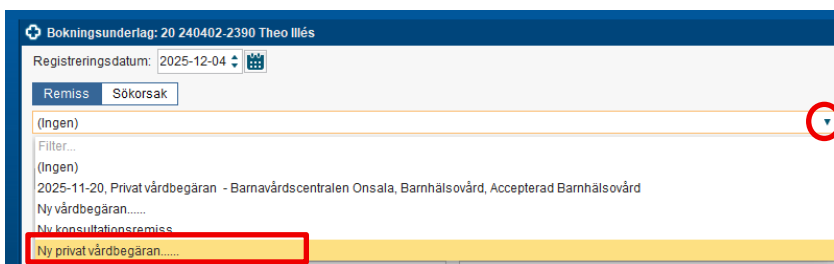 Bokningsunderlag: 20 240402-2390 Theo Illés
Registreringsdatum: 2025-12-04
Remiss Sökorsak
(Ingen)
Filter...
(Ingen)
2025-11-20, Privat vårdbegäran - Barnavårdscentralen Onsala, Barnhälsovård, Accepterad Barnhälsovård
Ny vårdbegäran......
Ny konsultationsremiss
Ny privat vårdbegäran......